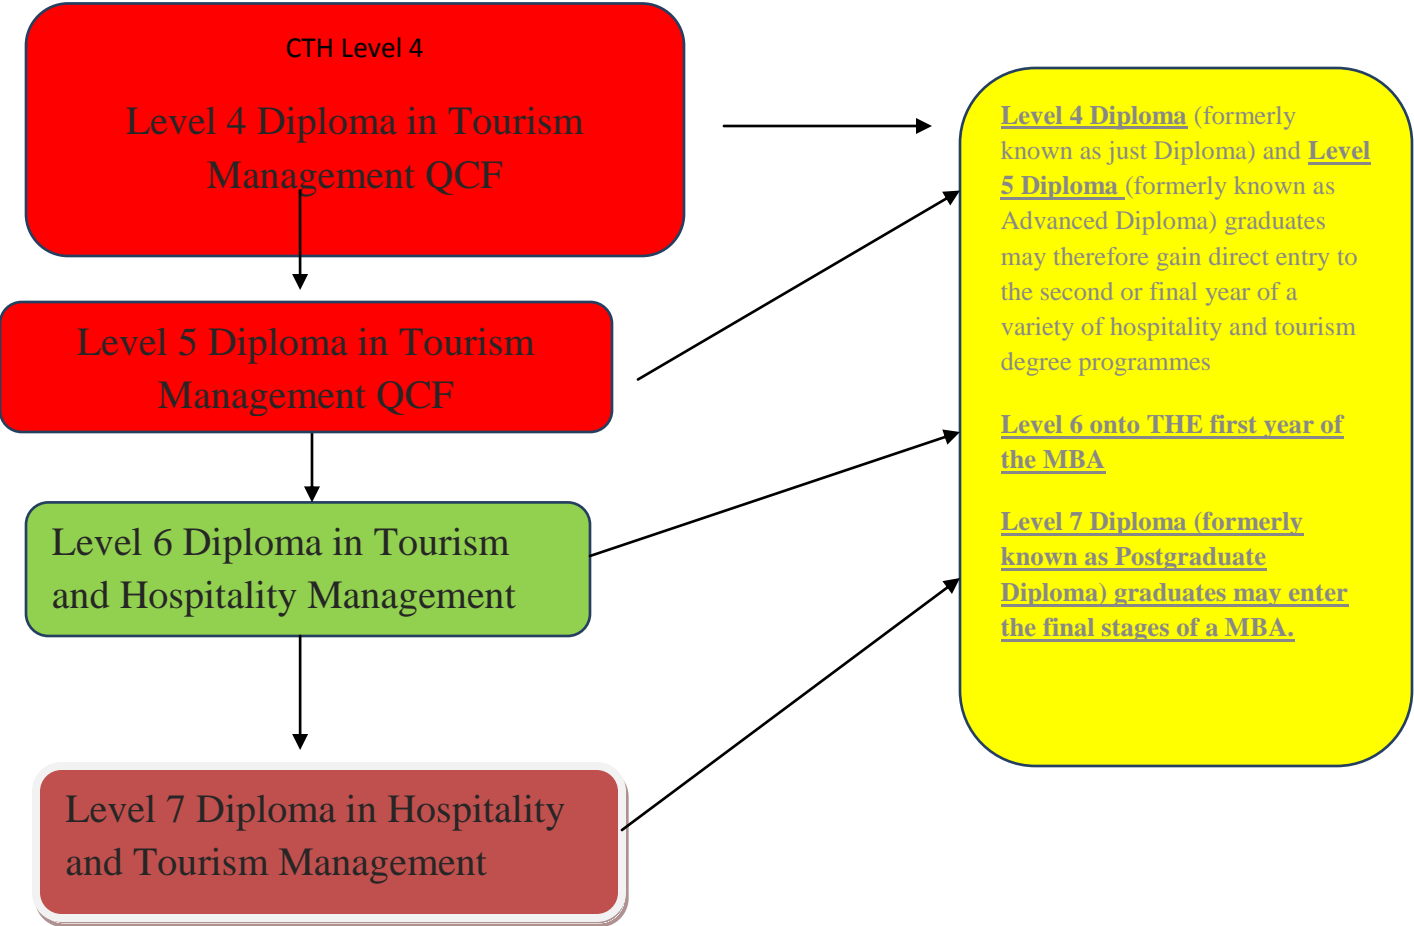 CTH Level 4
Level 4 Diploma in Tourism
Management QCF
Level 5 Diploma in Tourism
Management QCF
Level 6 Diploma in Tourism
and Hospitality Management
Level 7 Diploma in Hospitality
and Tourism Management
Level 4 Diploma (formerly
known as just Diploma) and Level
5 Diploma (formerly known as
Advanced Diploma) graduates
may therefore gain direct entry to
the second or final year of a
variety of hospitality and tourism
degree programmes
Level 6 onto THE first year of
the MBA
Level 7 Diploma (formerly
known as Postgraduate
Diploma) graduates may enter
the final stages of a MBA.